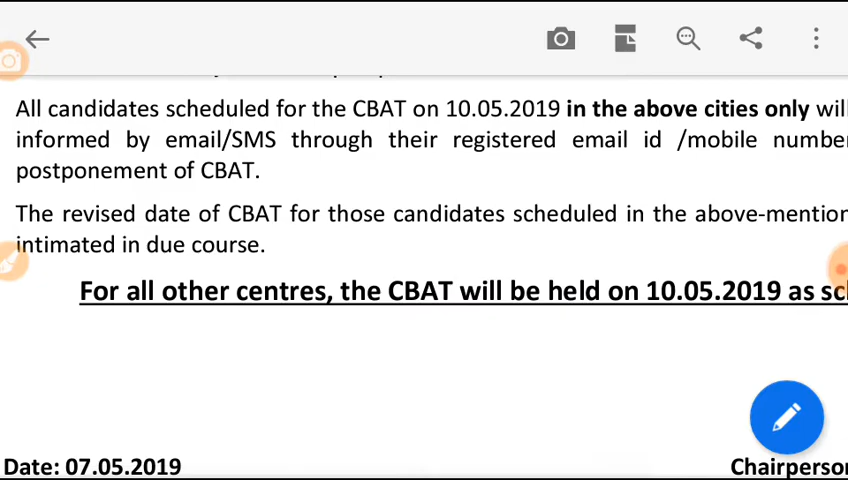 All candidates scheduled for the CBAT on 10.05.2019 in the above cities only will
informed by email/SMS through their registered email id /mobile number
postponement of CBAT.
The revised date of CBAT for those candidates scheduled in the above-mention
intimated in due course.
For all other centres, the CBAT will be held on 10.05.2019 as sc
Date: 07.05.2019
Chairperson